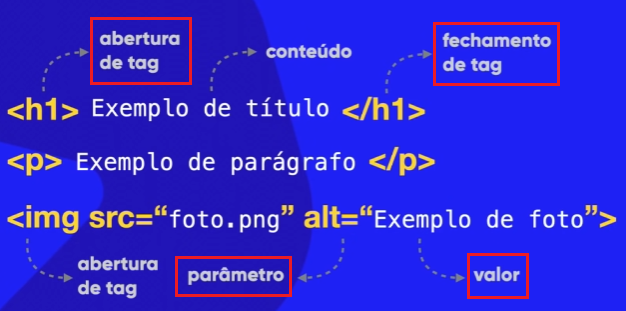 abertura
de tag
conteúdo
fechamento
de tag
<h1> Exemplo de título </h1>
<p> Exemplo de parágrafo </p>
<img src=“foto.png” alt=“Exemplo de foto”>
abertura
de tag
parâmetro
valor